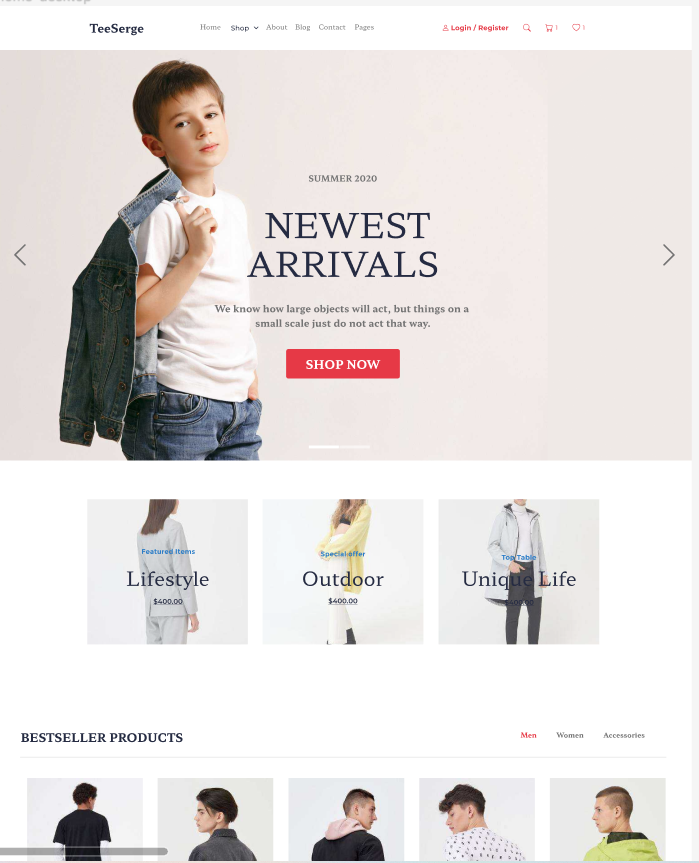 TeeSerge
Home Shop About Blog Contact Pages
Login / Register 1 1
SUMMER 2020
NEWEST
ARRIVALS
We know how large objects will act, but things on a
small scale just do not act that way.
SHOP NOW
Featured Items
Lifestyle
$400.00
Special offer
Outdoor
$400.00
Top Table
Unique Life
$400.00
BESTSELLER PRODUCTS
Men Women Accessories